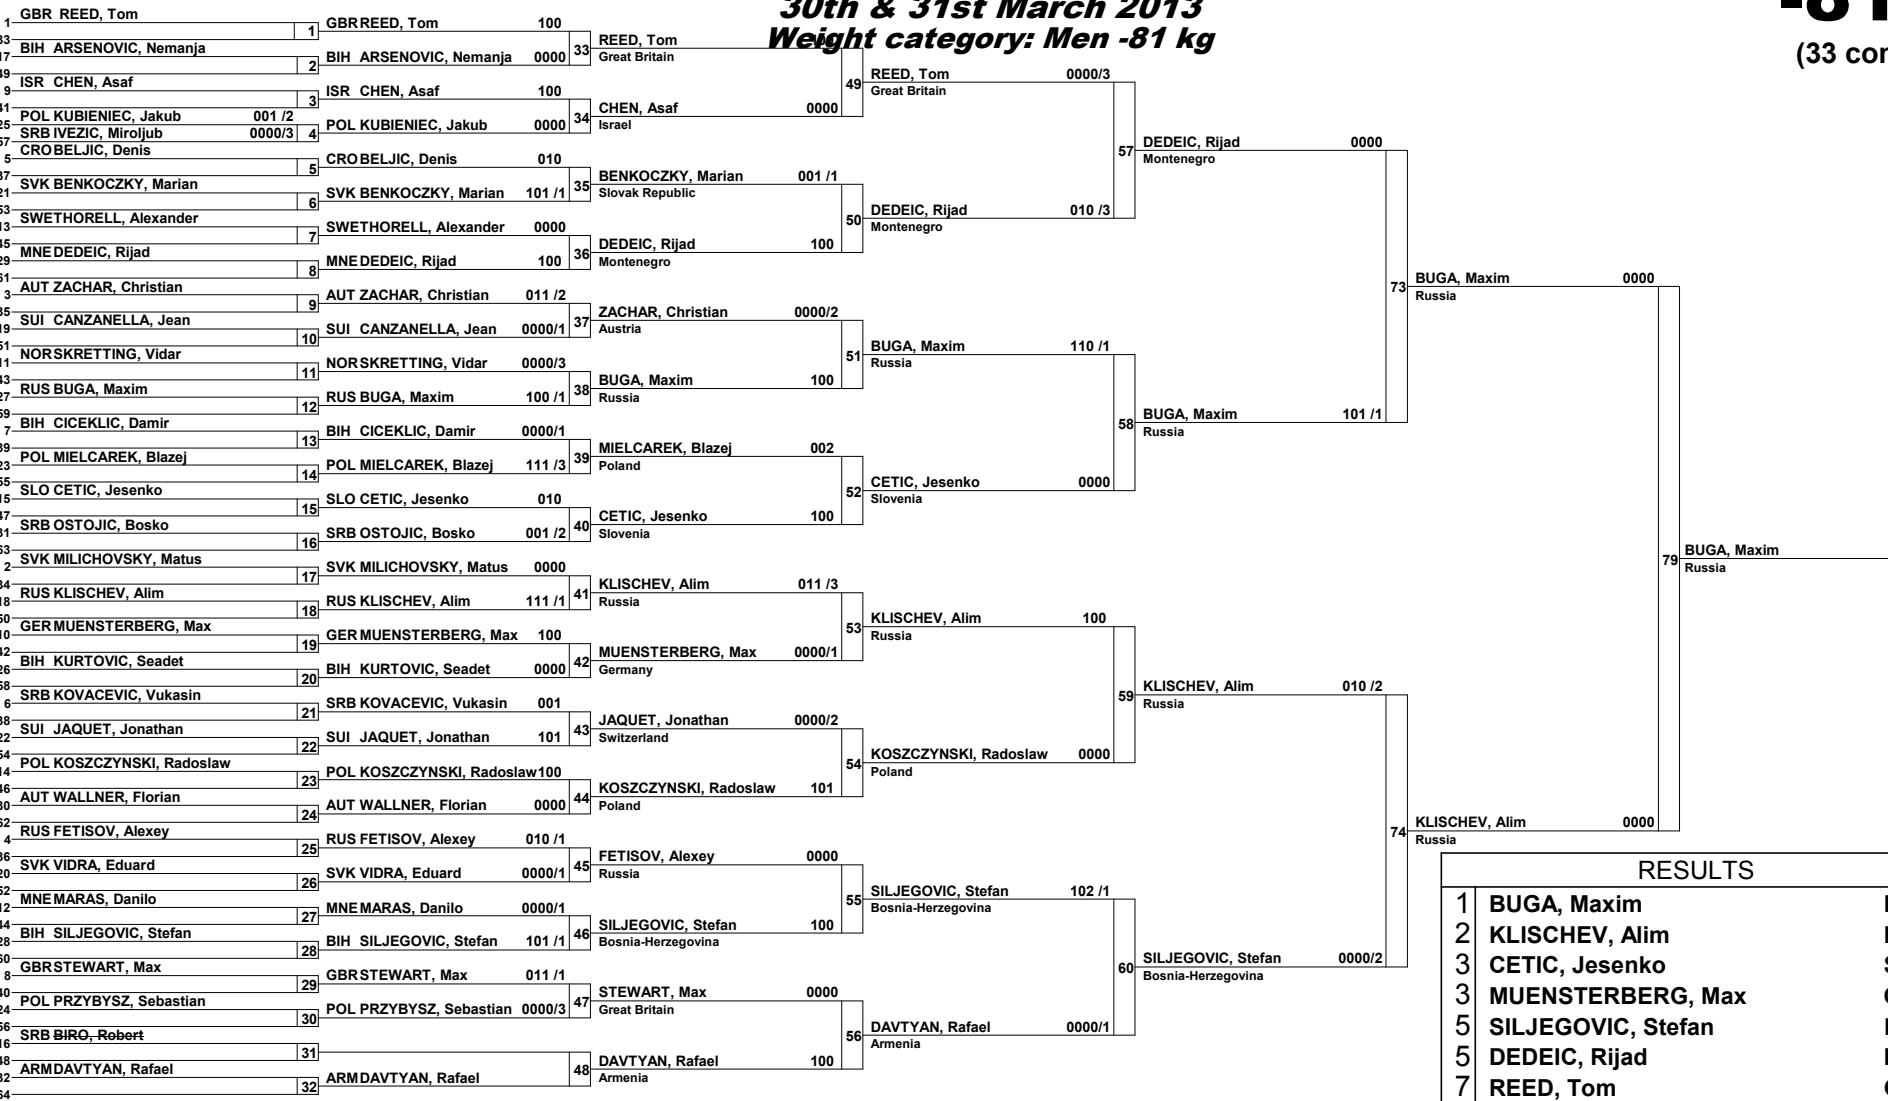 30th & 31st March 2013
Weight category: Men -81 kg
(33
GBR REED, Tom
BIH ARSENOVIC, Nemanja
ISR CHEN, Asaf
POL KUBIENIEC, Jakub 001 /2
SRB IVEZIC, Miroljub 0000/3
CRO BELJIC, Denis
SVK BENKOCZKY, Marian
SWE THORELL, Alexander
MNE DEDEIC, Rijad
AUT ZACHAR, Christian
SUI CANZANELLA, Jean
NOR SKRETTING, Vidar
RUS BUGA, Maxim
BIH CICEKLIC, Damir
POL MIELCAREK, Blazej
SLO CETIC, Jesenko
SRB OSTOJIC, Bosko
SVK MILICHOVSKY, Matus
RUS KLISCHEV, Alim
GER MUENSTERBERG, Max
BIH KURTOVIC, Seadet
SRB KOVACEVIC, Vukasin
SUI JAQUET, Jonathan
POL KOSZCZYNSKI, Radoslaw
AUT WALLNER, Florian
RUS FETISOV, Alexey
SVK VIDRA, Eduard
MNE MARAS, Danilo
BIH SILJEGOVIC, Stefan
GBR STEWART, Max
POL PRZYBYSZ, Sebastian
SRB BIRO, Robert
ARM DAVTYAN, Rafael
1
2
3
4
5
6
7
8
9
10
11
12
13
14
15
16
17
18
19
20
21
22
23
24
25
26
27
28
29
30
31
32
GBR REED, Tom 100
BIH ARSENOVIC, Nemanja 0000
ISR CHEN, Asaf 100
POL KUBIENIEC, Jakub 0000
CRO BELJIC, Denis 010
SVK BENKOCZKY, Marian 101 /1
SWE THORELL, Alexander 0000
MNE DEDEIC, Rijad 100
AUT ZACHAR, Christian 011 /2
SUI CANZANELLA, Jean 0000/1
NOR SKRETTING, Vidar 0000/3
RUS BUGA, Maxim 100 /1
BIH CICEKLIC, Damir 0000/1
POL MIELCAREK, Blazej 111 /3
SLO CETIC, Jesenko 010
SRB OSTOJIC, Bosko 001 /2
SVK MILICHOVSKY, Matus 0000
RUS KLISCHEV, Alim 111 /1
GER MUENSTERBERG, Max 100
BIH KURTOVIC, Seadet 0000
SRB KOVACEVIC, Vukasin 001
SUI JAQUET, Jonathan 101
POL KOSZCZYNSKI, Radoslaw 100
AUT WALLNER, Florian 0000
RUS FETISOV, Alexey 010 /1
SVK VIDRA, Eduard 0000/1
MNE MARAS, Danilo 0000/1
BIH SILJEGOVIC, Stefan 101 /1
GBR STEWART, Max 011 /1
POL PRZYBYSZ, Sebastian 0000/3
ARM DAVTYAN, Rafael
33
34
35
36
37
38
39
40
41
42
43
44
45
46
47
48
REED, Tom
Great Britain
CHEN, Asaf 0000
Israel
BENKOCZKY, Marian 001 /1
Slovak Republic
DEDEIC, Rijad 100
Montenegro
ZACHAR, Christian 0000/2
Austria
BUGA, Maxim 100
Russia
MIELCAREK, Blazej 002
Poland
CETIC, Jesenko 100
Slovenia
KLISCHEV, Alim 011 /3
Russia
MUENSTERBERG, Max 0000/1
Germany
JAQUET, Jonathan 0000/2
Switzerland
KOSZCZYNSKI, Radoslaw 101
Poland
FETISOV, Alexey 0000
Russia
SILJEGOVIC, Stefan 100
Bosnia-Herzegovina
STEWART, Max 0000
Great Britain
DAVTYAN, Rafael 100
Armenia
49
50
51
52
53
54
55
56
REED, Tom 0000/3
Great Britain
DEDEIC, Rijad 010 /3
Montenegro
BUGA, Maxim 110 /1
Russia
CETIC, Jesenko 0000
Slovenia
KLISCHEV, Alim 100
Russia
KOSZCZYNSKI, Radoslaw 0000
Poland
SILJEGOVIC, Stefan 102 /1
Bosnia-Herzegovina
DAVTYAN, Rafael 0000/1
Armenia
57
58
59
60
DEDEIC, Rijad 0000
Montenegro
BUGA, Maxim 101 /1
Russia
KLISCHEV, Alim 010 /2
Russia
SILJEGOVIC, Stefan 0000/2
Bosnia-Herzegovina
73
74
BUGA, Maxim 0000
Russia
KLISCHEV, Alim 0000
Russia
79
BUGA, Maxim
Russia
RESULTS
1 BUGA, Maxim
2 KLISCHEV, Alim
3 CETIC, Jesenko
3 MUENSTERBERG, Max
5 SILJEGOVIC, Stefan
5 DEDEIC, Rijad
7 REED, Tom